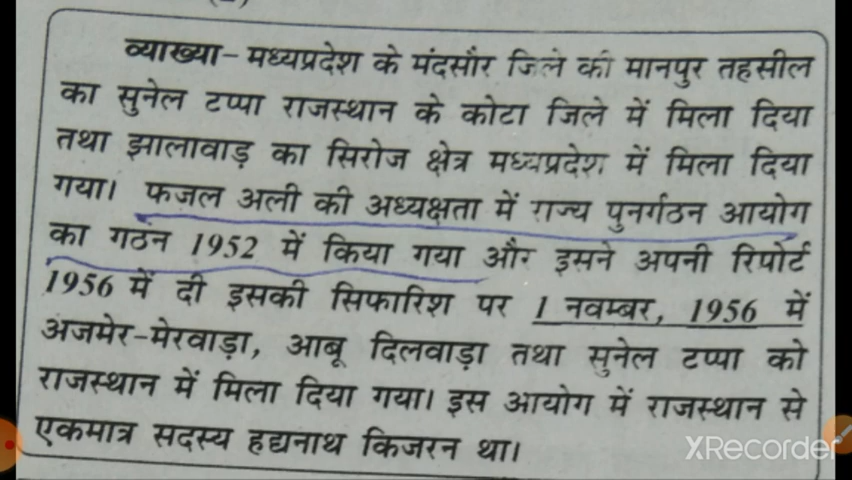 व्याख्या – मध्यप्रदेश के मंदसौर जिले की मानपुर तहसील
का सुनेल टप्पा राजस्थान के कोटा जिले में मिला दिया
तथा झालावाड़ का सिरोज क्षेत्र मध्यप्रदेश में मिला दिया
गया। फजल अली की अध्यक्षता में राज्य पुनर्गठन आयोग
का गठन 1952 में किया गया और इसने अपनी रिपोर्ट
1956 में दी इसकी सिफारिश पर 1 नवम्बर, 1956 में
अजमेर-मेरवाड़ा, आबू दिलवाड़ा तथा सुनेल टप्पा को
राजस्थान में मिला दिया गया। इस आयोग में राजस्थान से
एकमात्र सदस्य हृद्यनाथ किजरन था।
XRecorder